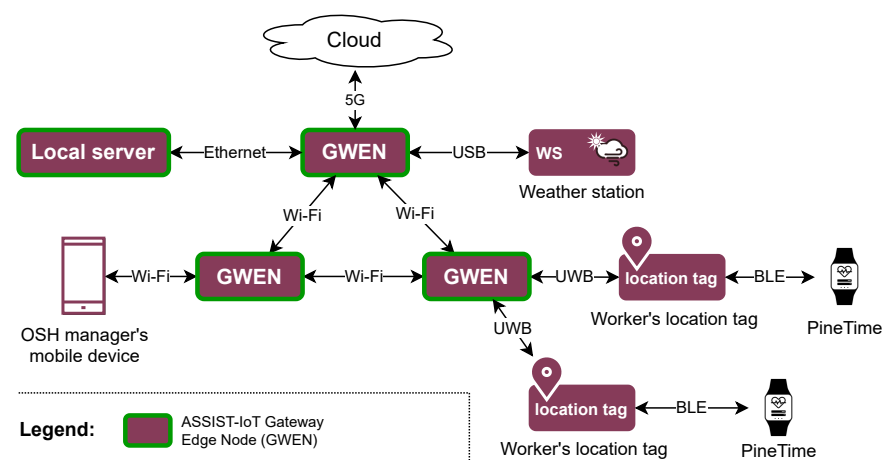 Cloud
5G
Local server
Ethernet
GWEN
USB
WS
Weather station
Wi-Fi
Wi-Fi
Wi-Fi
GWEN
Wi-Fi
GWEN
UWB
location tag
BLE
OSH manager's
mobile device
UWB
Worker's location tag
PineTime
location tag
BLE
Worker's location tag
PineTime
Legend:
ASSIST-IoT Gateway
Edge Node (GWEN)